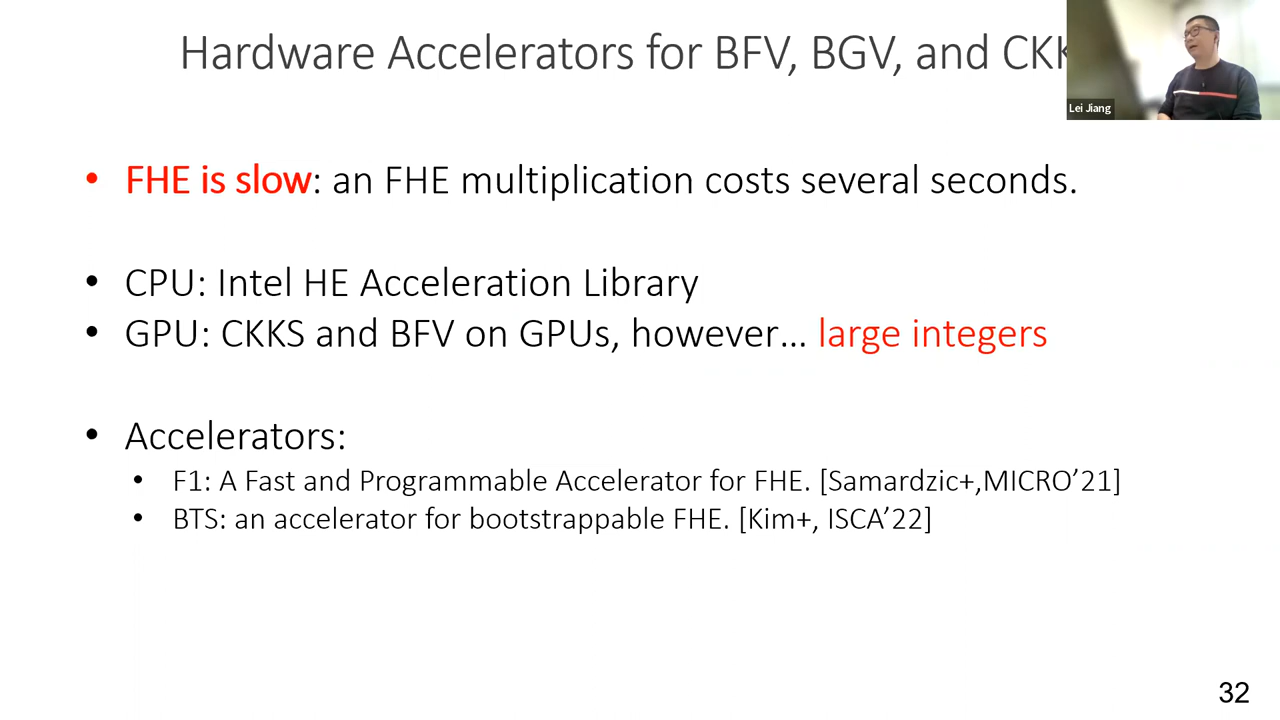 Hardware Accelerators for BFV, BGV, and
Lei Jiang
• FHE is slow: an FHE multiplication costs several seconds.
• CPU: Intel HE Acceleration Library
• GPU: CKKS and BFV on GPUs, however... large integers
• Accelerators:
• F1: A Fast and Programmable Accelerator for FHE. [Samardzic+,MICRO’21]
• BTS: an accelerator for bootstrappable FHE. [Kim+, ISCA’22]
32